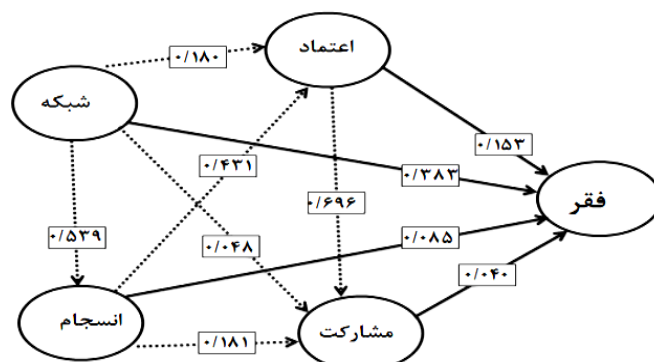 اعتماد
۰/۱۸۰
شبکه
۰/۱۵۳
۰/۴۳۱
۰/۳۸۳
فقر
۰/۶۹۶
۰/۵۳۹
۰/۰۴۸
۰/۰۸۵
۰/۰۴۰
انسجام
مشارکت
۰/۱۸۱